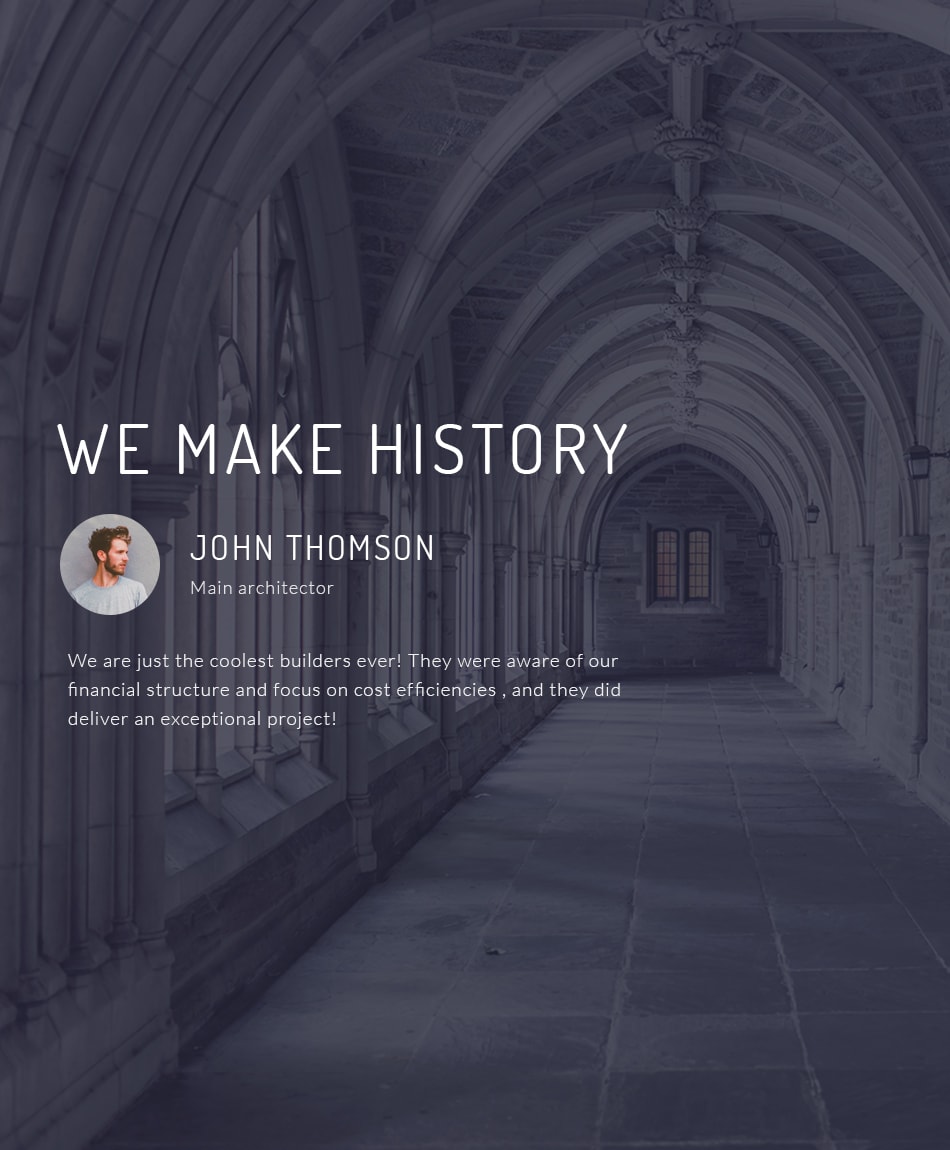 WE MAKE HISTORY
JOHN THOMSON
Main architector
We are just the coolest builders ever! They were aware of our
financial structure and focus on cost efficiencies , and they did
deliver an exceptional project!